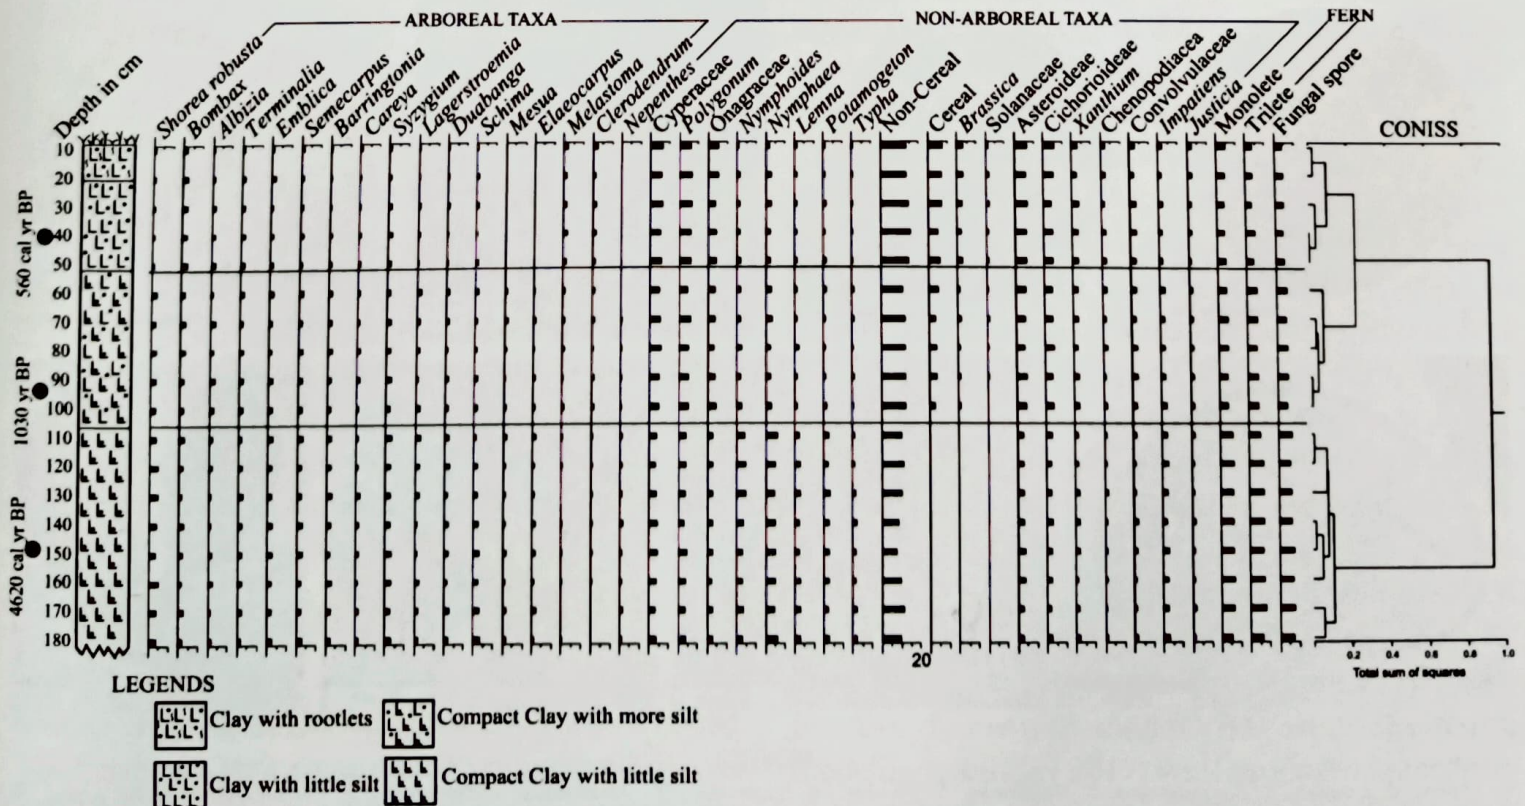 ARBOREAL TAXA
NON-ARBOREAL TAXA
FERN
Depth in cm
Shorea robusta
Bombax
Albizia
Terminalia
Emblica
Semecarpus
Barringtonia
Careya
Syzygium
Lagerstroemia
Duabanga
Schima
Mesua
Elaeocarpus
Melastoma
Clerodendrum
Nepenthes
Cyperaceae
Polygonum
Onagraceae
Nymphoides
Nymphaea
Lemna
Potamogeton
Typha
Non-Cereal
Cereal
Brassica
Solanaceae
Asteroideae
Cichorioideae
Xanthium
Chenopodiacea
Convolvulaceae
Impatiens
Justicia
Monolete
Trilete
Fungal spore
CONISS
10
20
30
40
50
60
70
80
90
100
110
120
130
140
150
160
170
180
560 cal yr BP
1030 yr BP
4620 cal yr BP
20
0.2 0.4 0.6 0.8 1.0
Total sum of squares
LEGENDS
Clay with rootlets
Compact Clay with more silt
Clay with little silt
Compact Clay with little silt